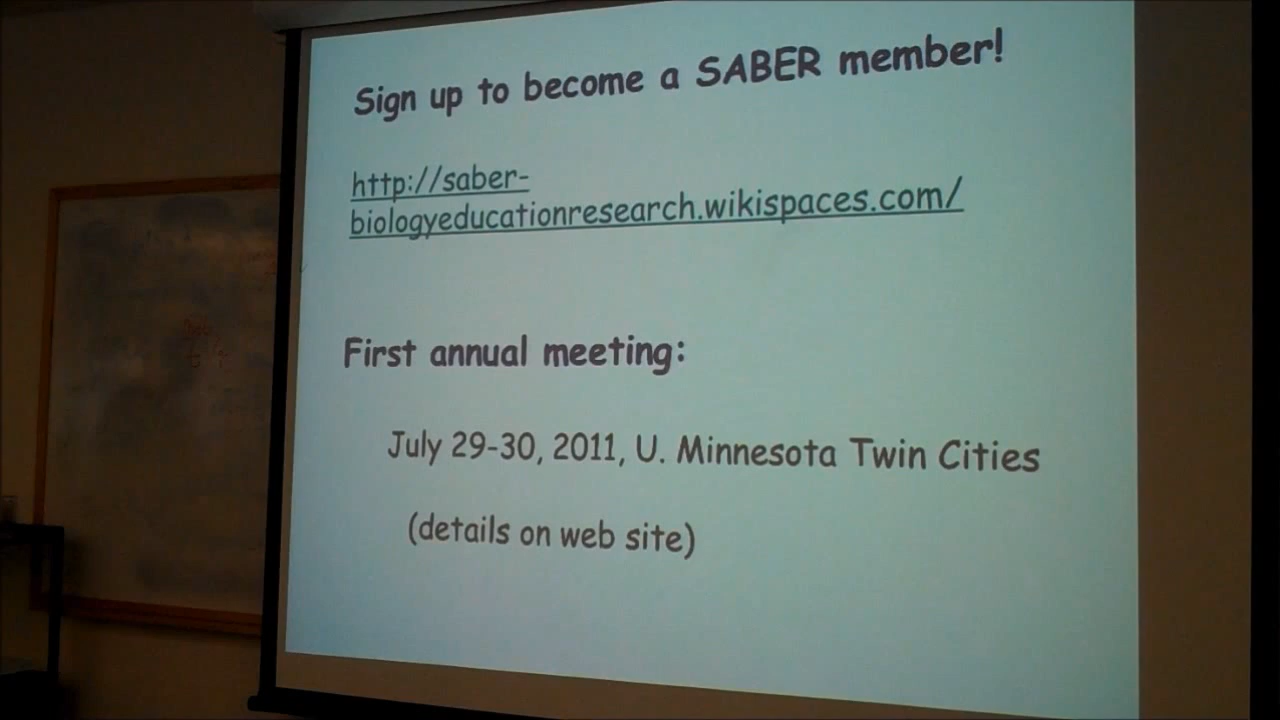 Sign up to become a SABER member!
http://saber-
biologyeducationresearch.wikispaces.com/
First annual meeting:
July 29-30, 2011, U. Minnesota Twin Cities
(details on web site)